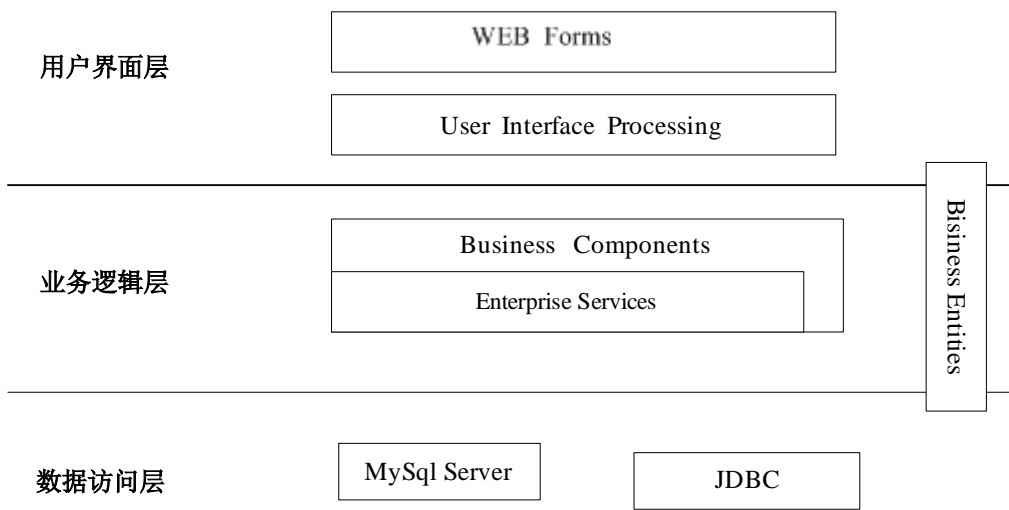 WEB Forms
用户界面层
User Interface Processing
Business Components
业务逻辑层
Enterprise Services
Bisiness Entities
数据访问层
MySql Server
JDBC